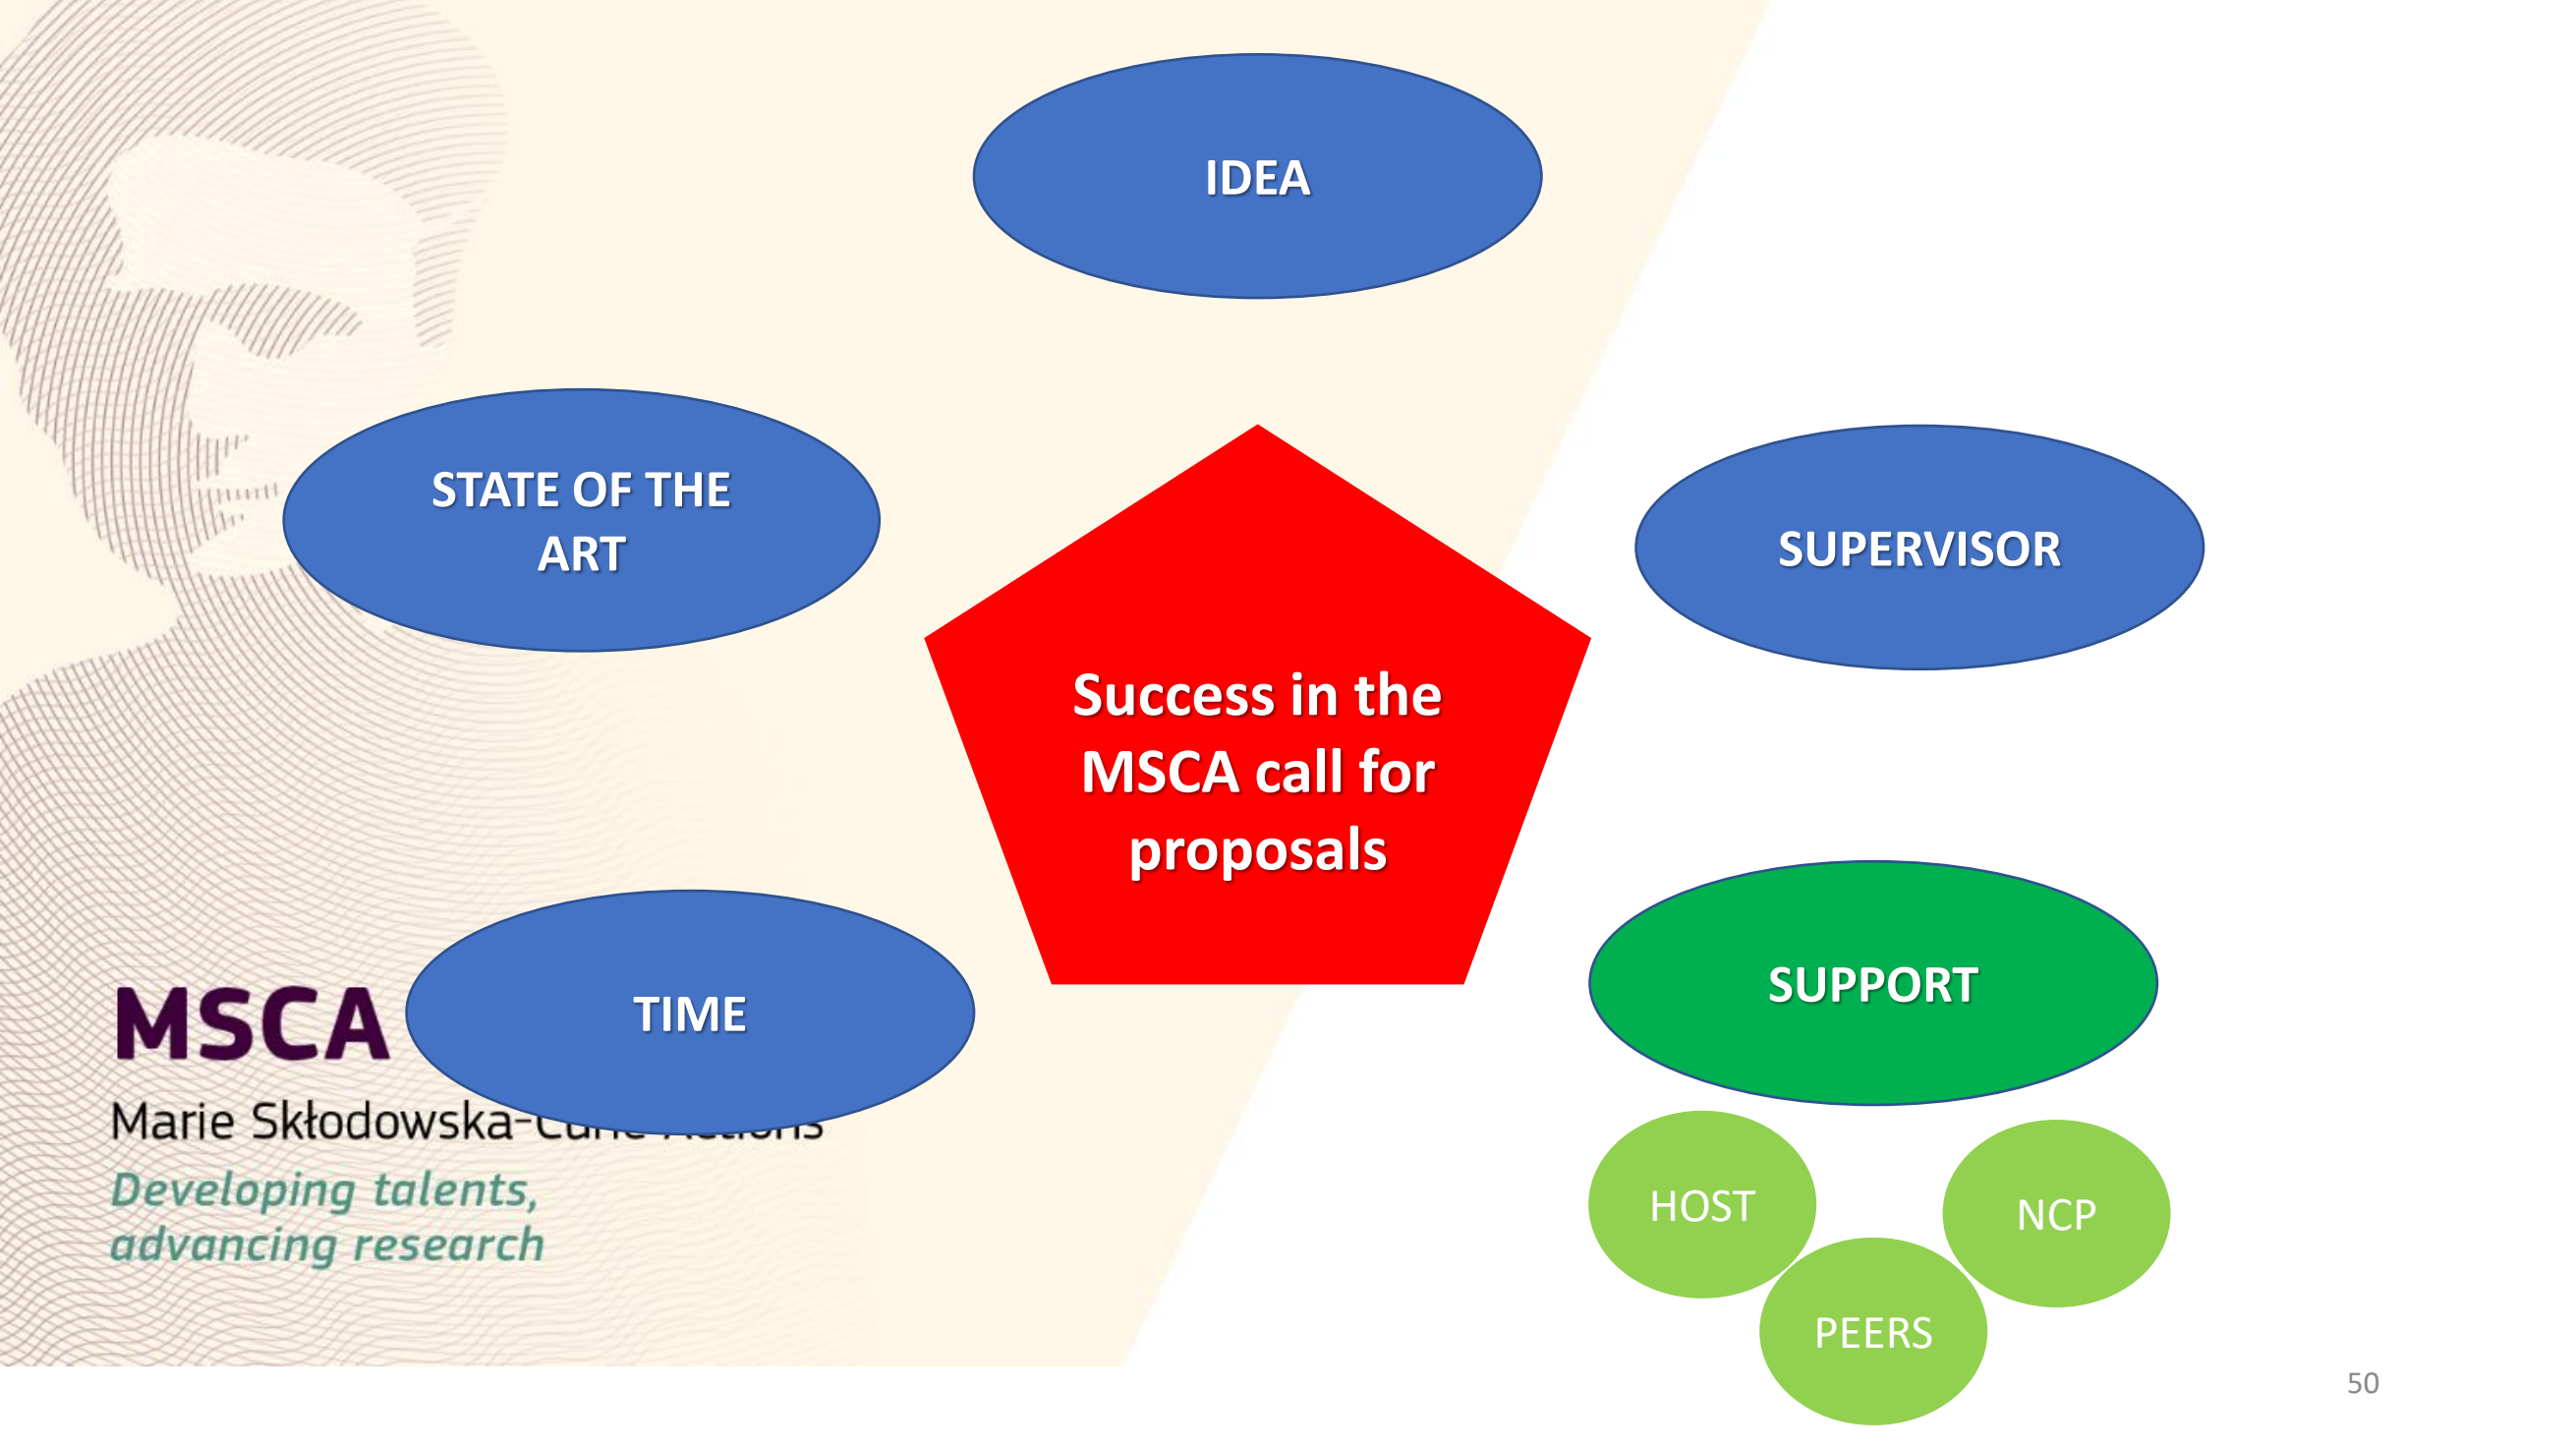 IDEA
STATE OF THE
ART
SUPERVISOR
Success in the
MSCA call for
proposals
TIME
SUPPORT
MSCA
Marie Skłodowska-
Developing talents,
advancing research
HOST
NCP
PEERS
50